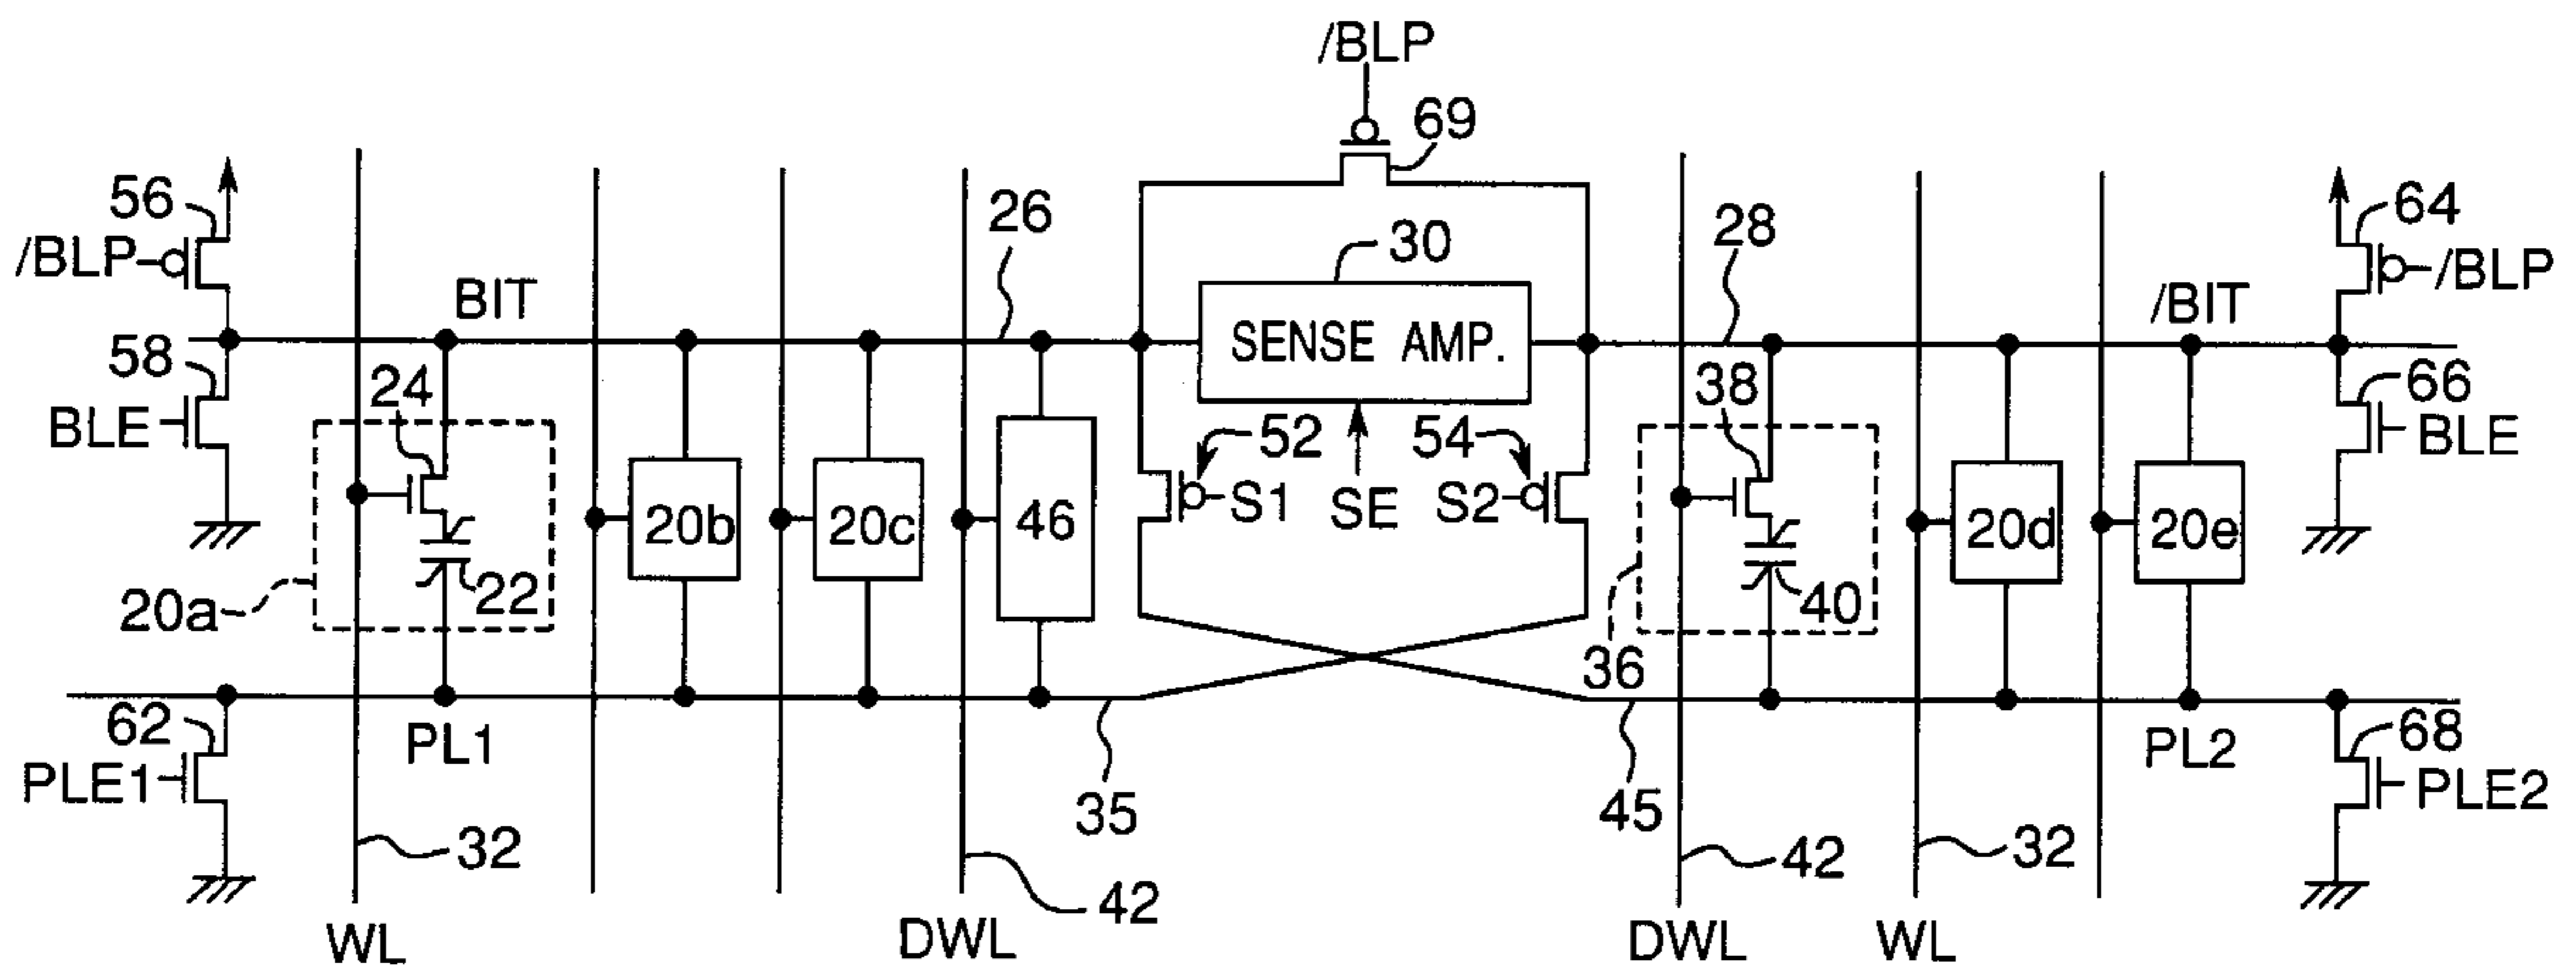 /BLP
69
56
/BLP
26
30
28
64
/BLP
BIT
SENSE AMP.
/BIT
58
24
BLE
52
54
38
66
BLE
S1
SE
S2
20b
20c
46
20d
20e
20a
22
36
40
62
PL1
PLE1
35
45
PL2
68
PLE2
32
42
42
32
WL
DWL
DWL
WL